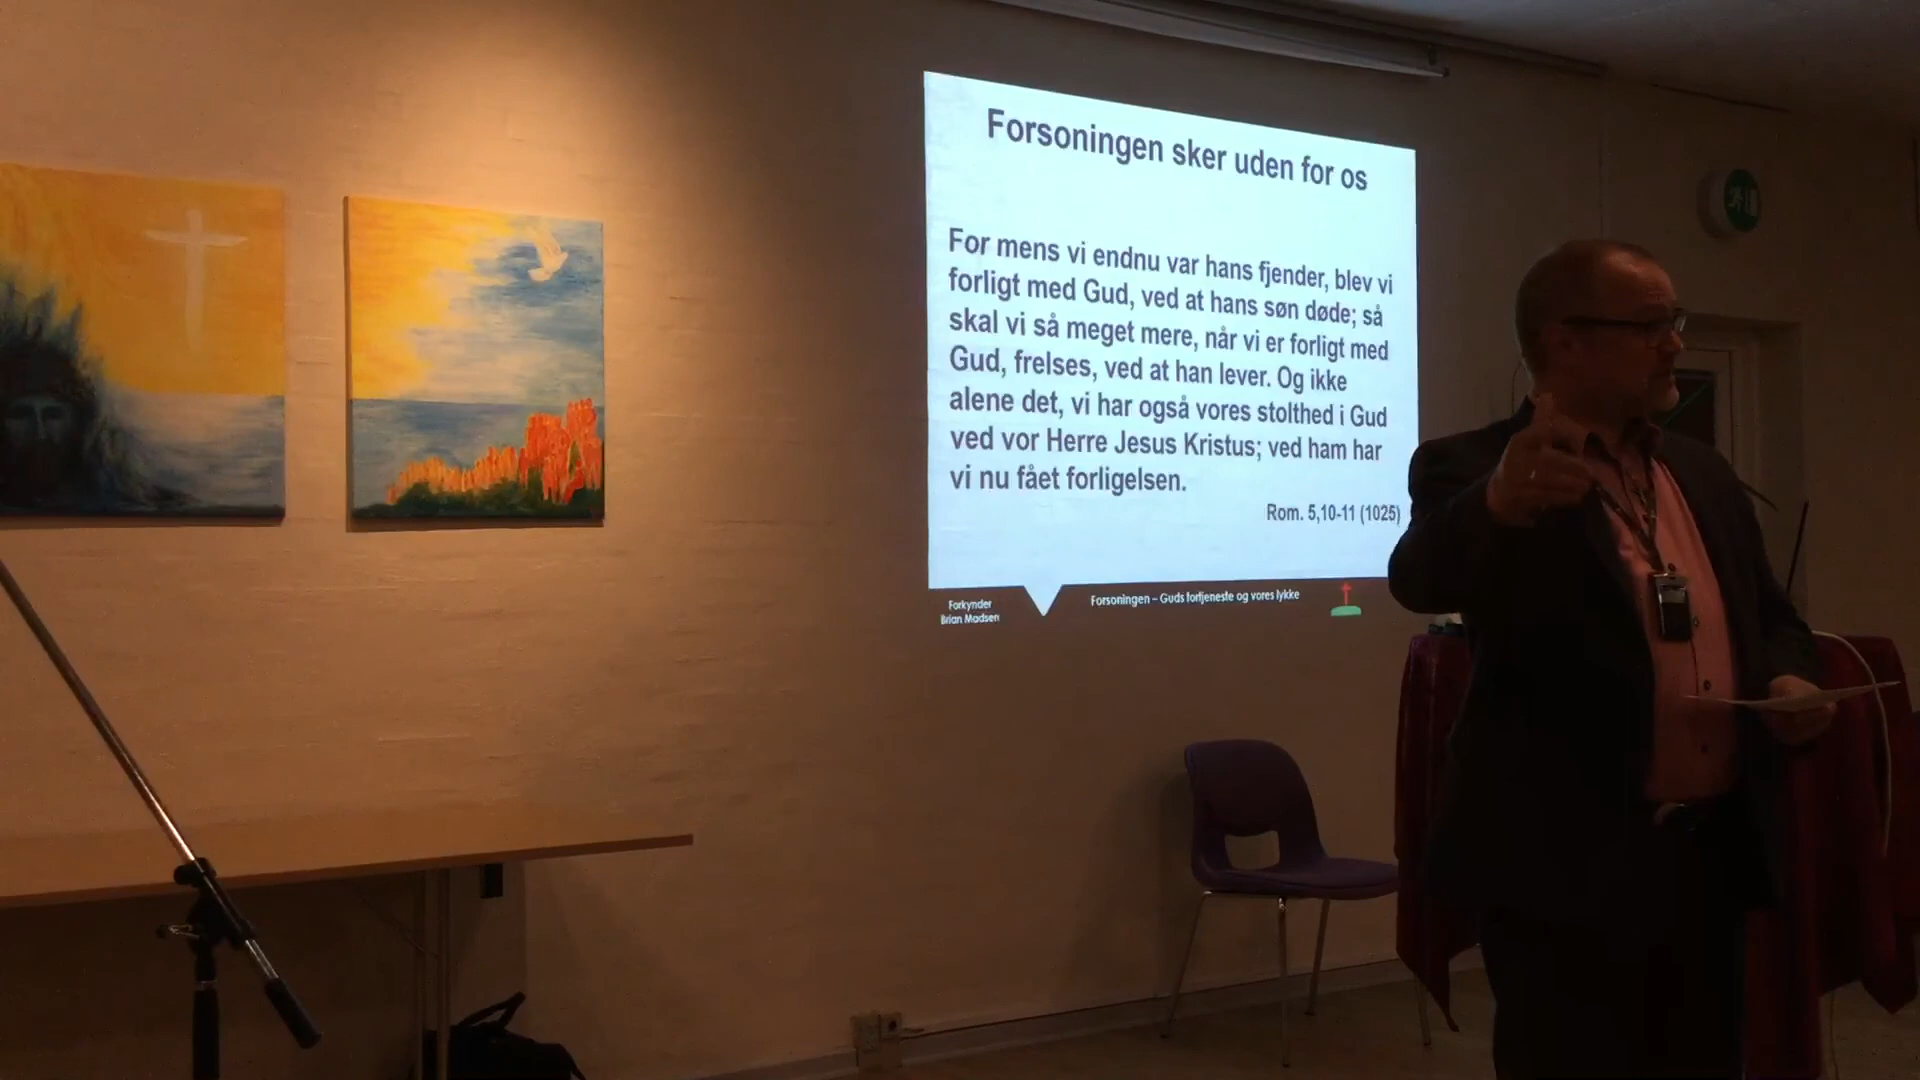 Forsoningen sker uden for os
For mens vi endnu var hans fjender, blev vi
forligt med Gud, ved at hans søn døde; så
skal vi så meget mere, når vi er forligt med
Gud, frelses, ved at han lever. Og ikke
alene det, vi har også vores stolthed i Gud
ved vor Herre Jesus Kristus; ved ham har
vi nu fået forligelsen.
Rom. 5,10-11 (1025)
Forkynder
Brian Madsen
Forsoningen – Guds fortjeneste og vores lykke